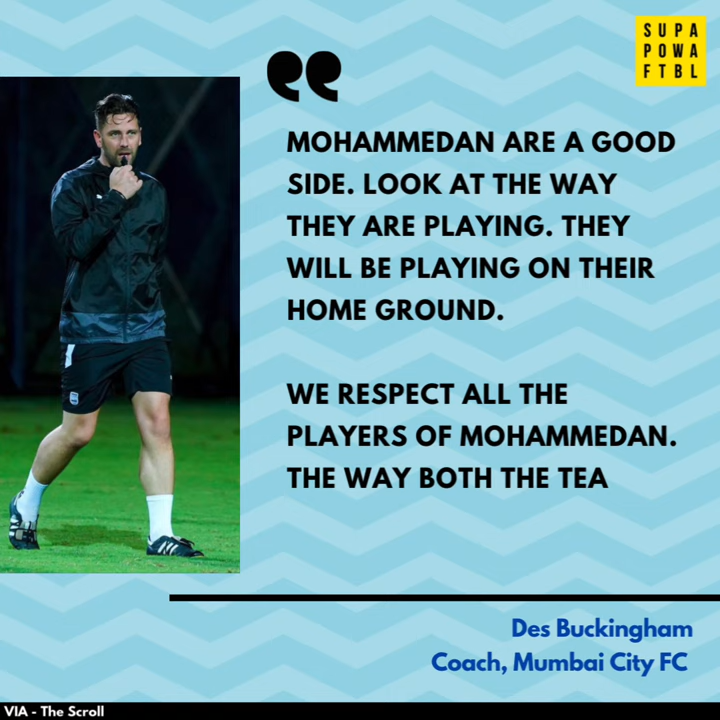 SUPA
POWA
FTBL
MOHAMMEDAN ARE A GOOD
SIDE. LOOK AT THE WAY
THEY ARE PLAYING. THEY
WILL BE PLAYING ON THEIR
HOME GROUND.
WE RESPECT ALL THE
PLAYERS OF MOHAMMEDAN.
THE WAY BOTH THE TEA
Des Buckingham
Coach, Mumbai City FC
VIA - The Scroll